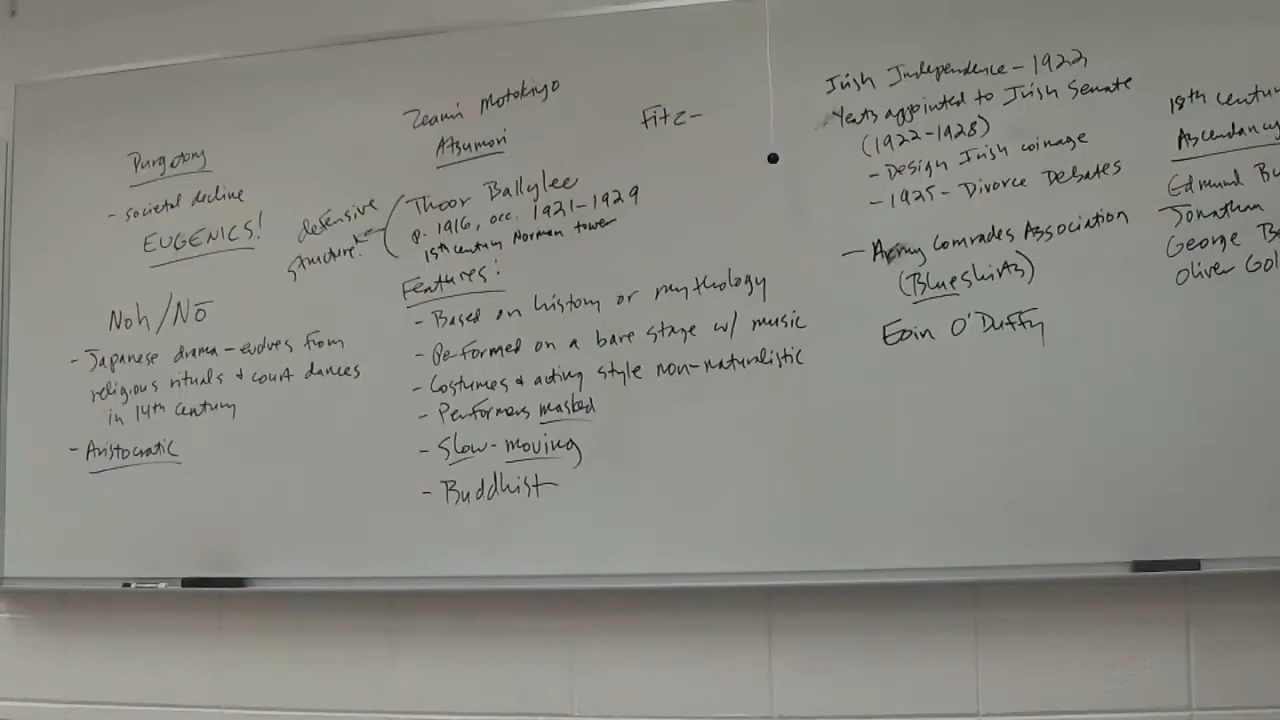 Purgatory
- societal decline
EUGENICS!
Noh/Nō
- Japanese drama - evolves from
religious rituals + court dances
in 14th century
- Aristocratic
Zeami Motokiyo
Atsumori
Fitz-
defensive
structure!
Thoor Ballylee
p. 1916, occ. 1921-1929
15th century Norman tower
Features:
- Based on history or mythology
- Performed on a bare stage w/ music
- Costumes + acting style non-naturalistic
- Performers masked
- Slow-moving
- Buddhist
Irish Independence - 1922
Yeats appointed to Irish Senate
(1922-1928)
- Design Irish coinage
- 1925 - Divorce Debates
- Army Comrades Association
(Blueshirts)
Eoin O'Duffy
18th centur
Ascendancy
Edmund Bu
Jonathan
George Be
Oliver Gol